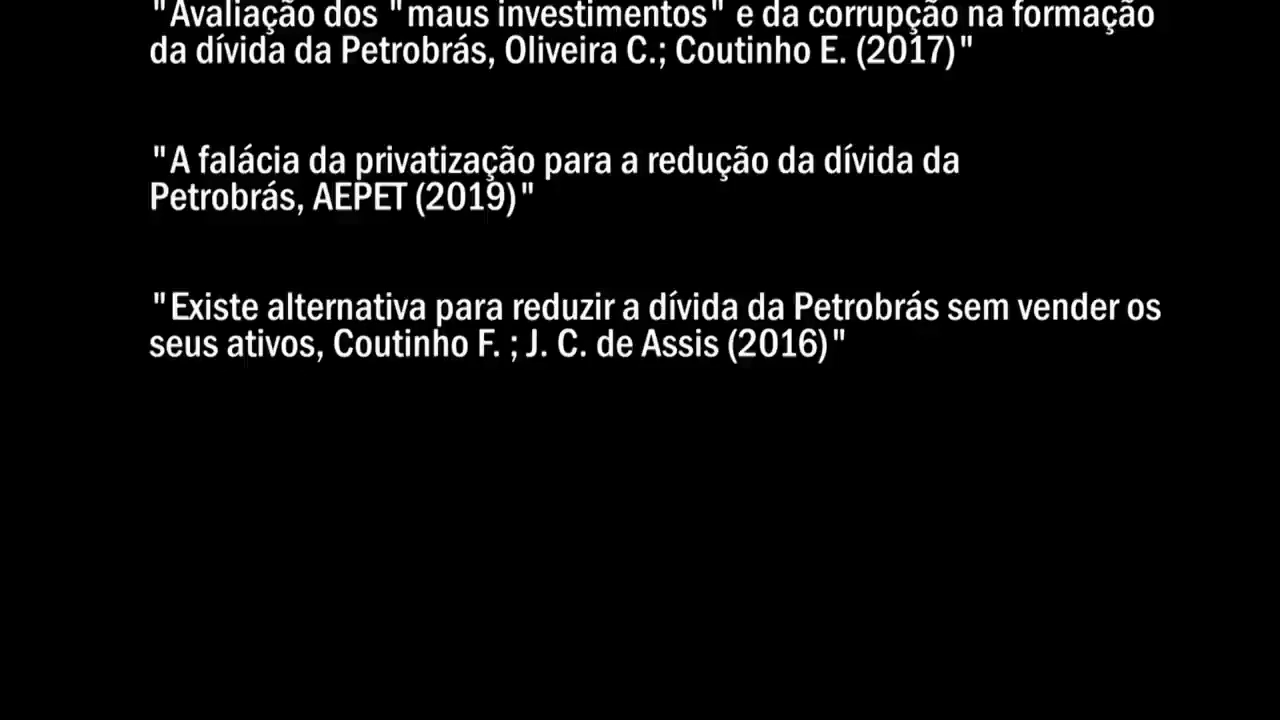 "Avaliação dos "maus investimentos" e da corrupção na formação
da dívida da Petrobrás, Oliveira C.; Coutinho E. (2017)"
"A falácia da privatização para a redução da dívida da
Petrobrás, AEPET (2019)"
"Existe alternativa para reduzir a dívida da Petrobrás sem vender os
seus ativos, Coutinho F. ; J. C. de Assis (2016)"